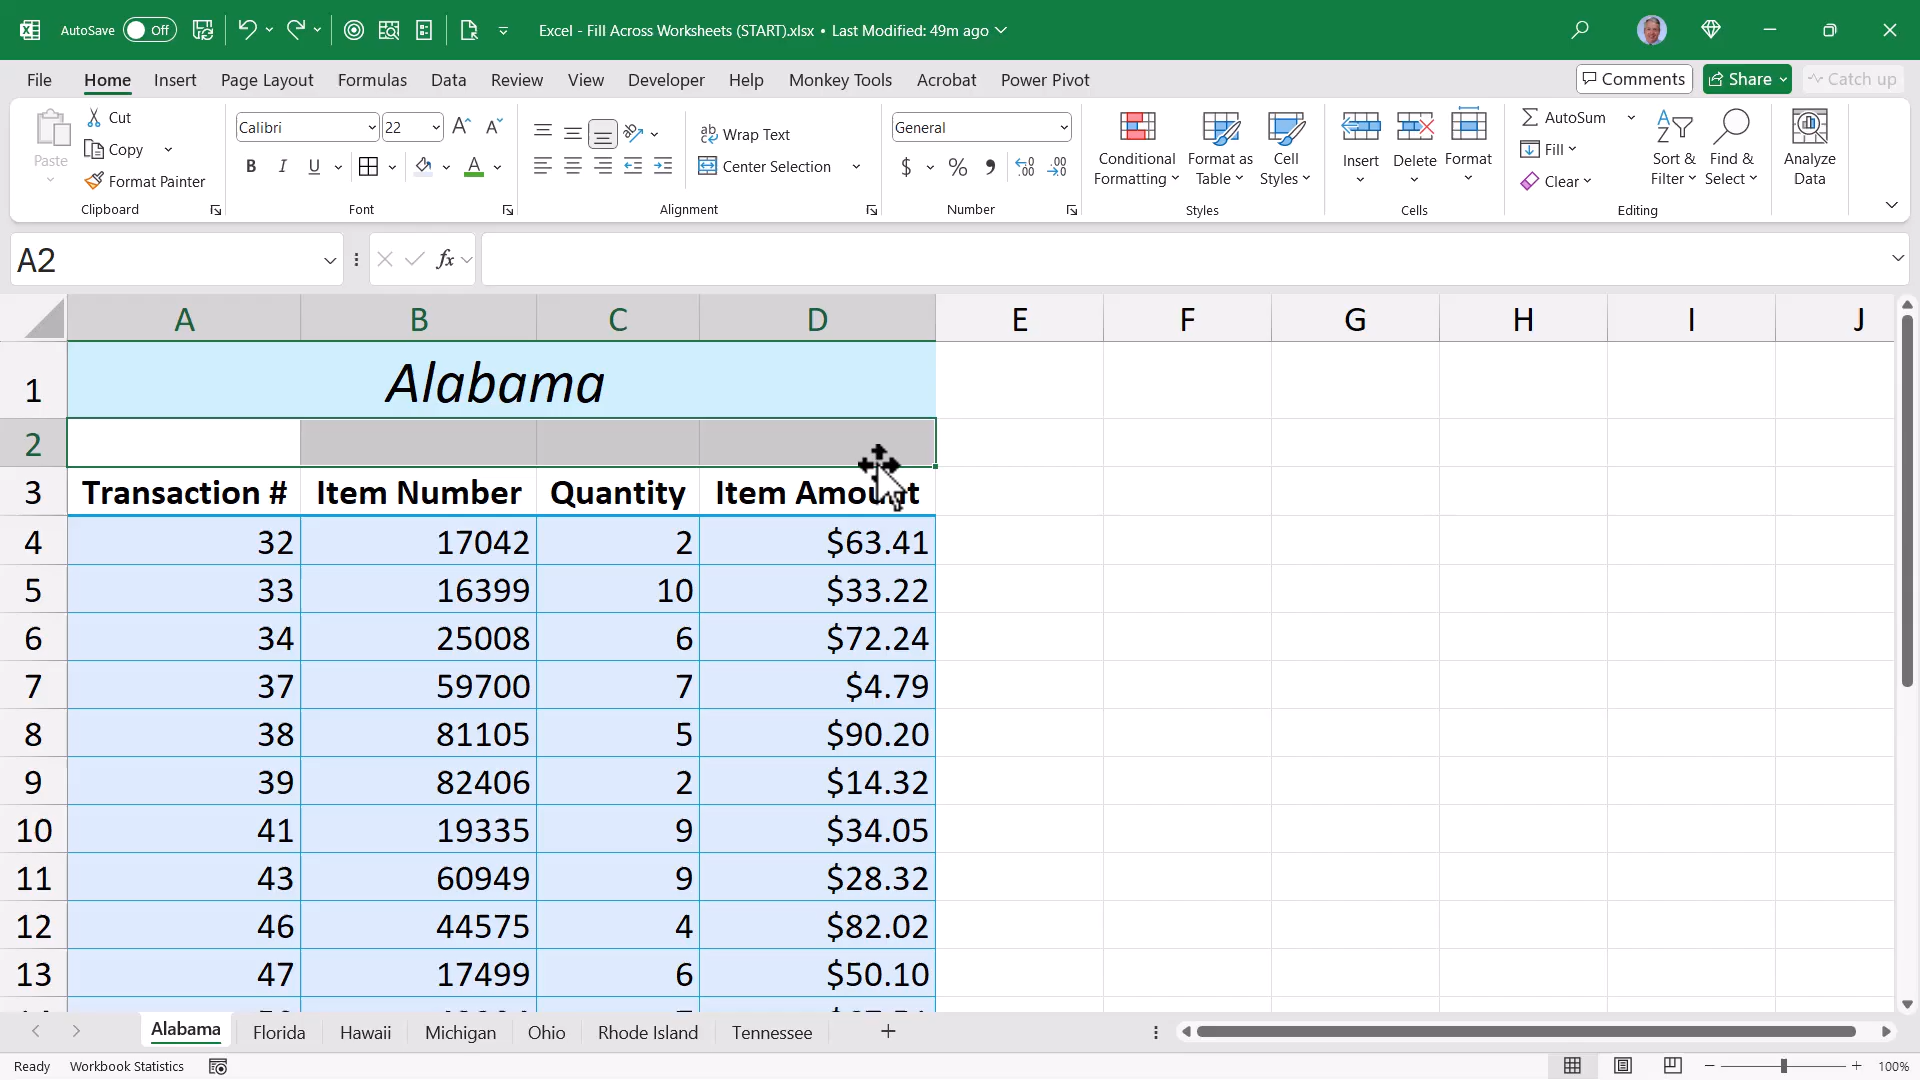 AutoSave Off Excel - Fill Across Worksheets (START).xlsx • Last Modified: 49m ago
File Home Insert Page Layout Formulas Data Review View Developer Help Monkey Tools Acrobat Power Pivot Comments Share Catch up
Paste
Cut
Copy
Format Painter
Clipboard
Calibri 22
B I U A
Font
ab Wrap Text
Center Selection
Alignment
General
$ % , .00 .00
Number
Conditional Formatting
Format as Table
Cell Styles
Styles
Insert Delete Format
Cells
AutoSum
Fill
Clear
Sort & Filter
Find & Select
Editing
Analyze Data
A2 fx
A B C D E F G H I J
1 Alabama
2
3 Transaction # Item Number Quantity Item Amount
4 32 17042 2 $63.41
5 33 16399 10 $33.22
6 34 25008 6 $72.24
7 37 59700 7 $4.79
8 38 81105 5 $90.20
9 39 82406 2 $14.32
10 41 19335 9 $34.05
11 43 60949 9 $28.32
12 46 44575 4 $82.02
13 47 17499 6 $50.10
Alabama Florida Hawaii Michigan Ohio Rhode Island Tennessee
Ready Workbook Statistics 100%